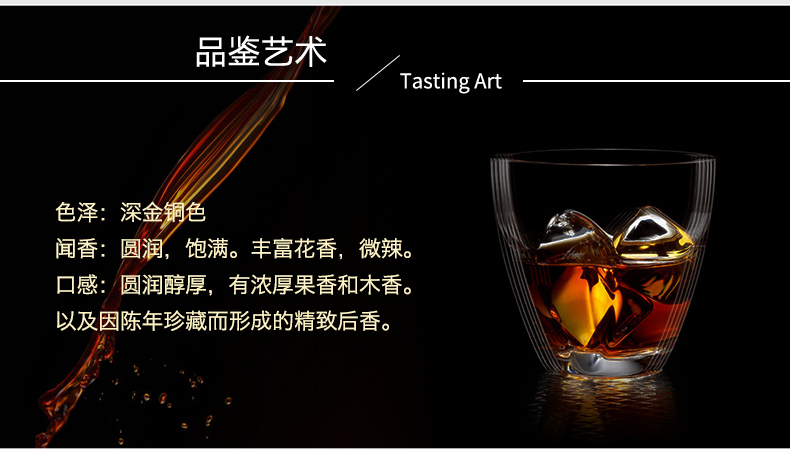 品鉴艺术
Tasting Art
色泽：深金铜色
闻香：圆润，饱满。丰富花香，微辣。
口感：圆润醇厚，有浓厚果香和木香。
以及因陈年珍藏而形成的精致后香。